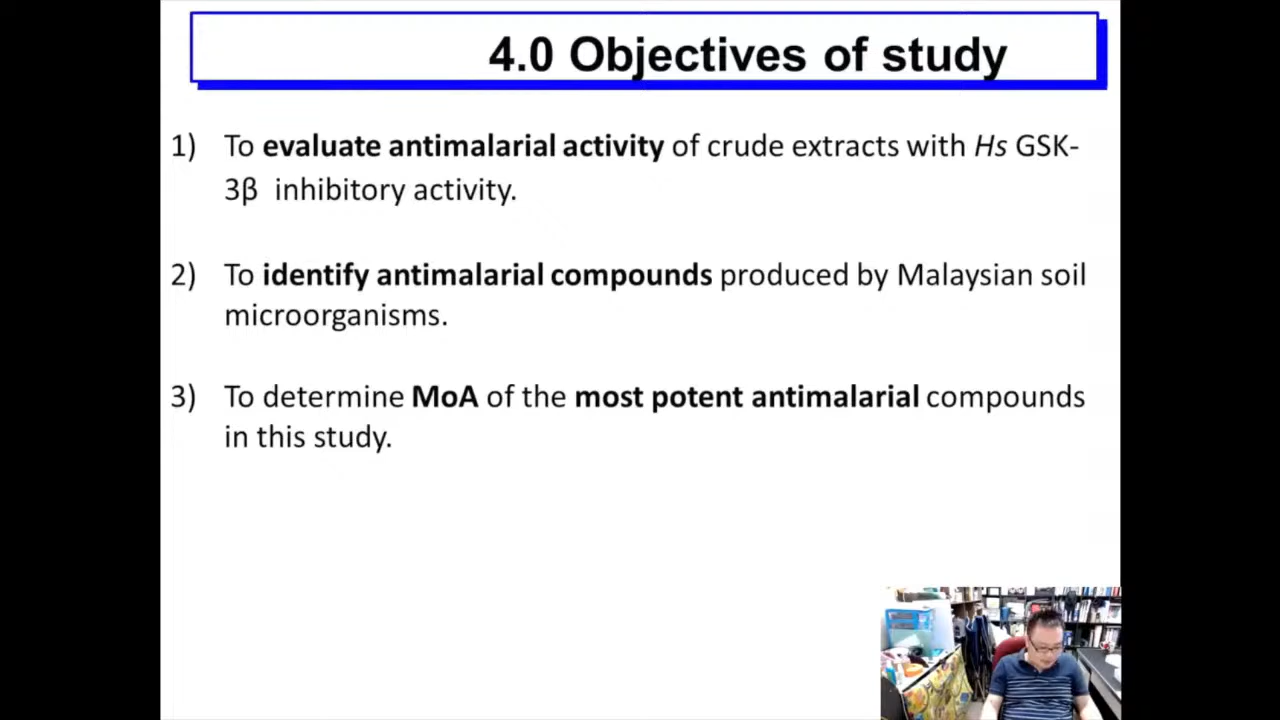 4.0 Objectives of study
1) To evaluate antimalarial activity of crude extracts with Hs GSK-
3β inhibitory activity.
2) To identify antimalarial compounds produced by Malaysian soil
microorganisms.
3) To determine MoA of the most potent antimalarial compounds
in this study.